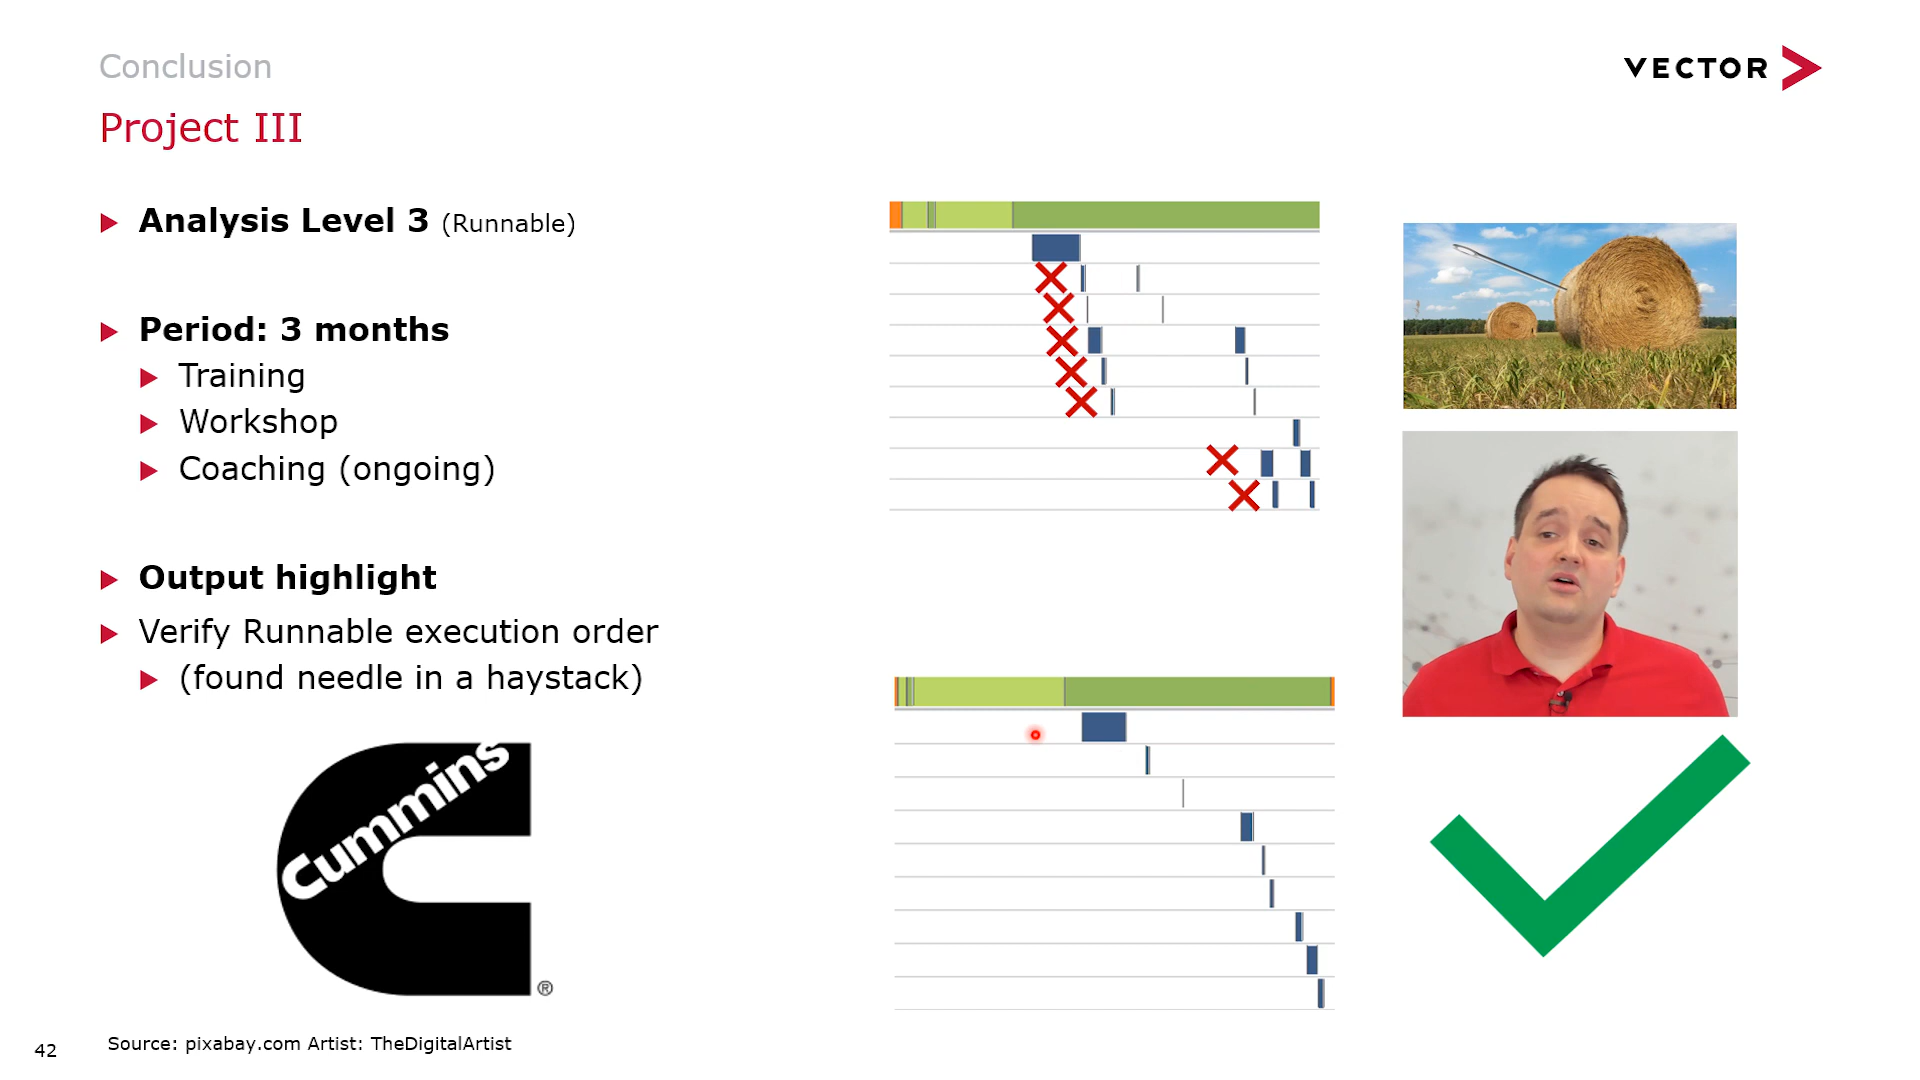 Conclusion
VECTOR
Project III
Analysis Level 3 (Runnable)
Period: 3 months
Training
Workshop
Coaching (ongoing)
Output highlight
Verify Runnable execution order
(found needle in a haystack)
Cummins
®
42
Source: pixabay.com Artist: TheDigitalArtist